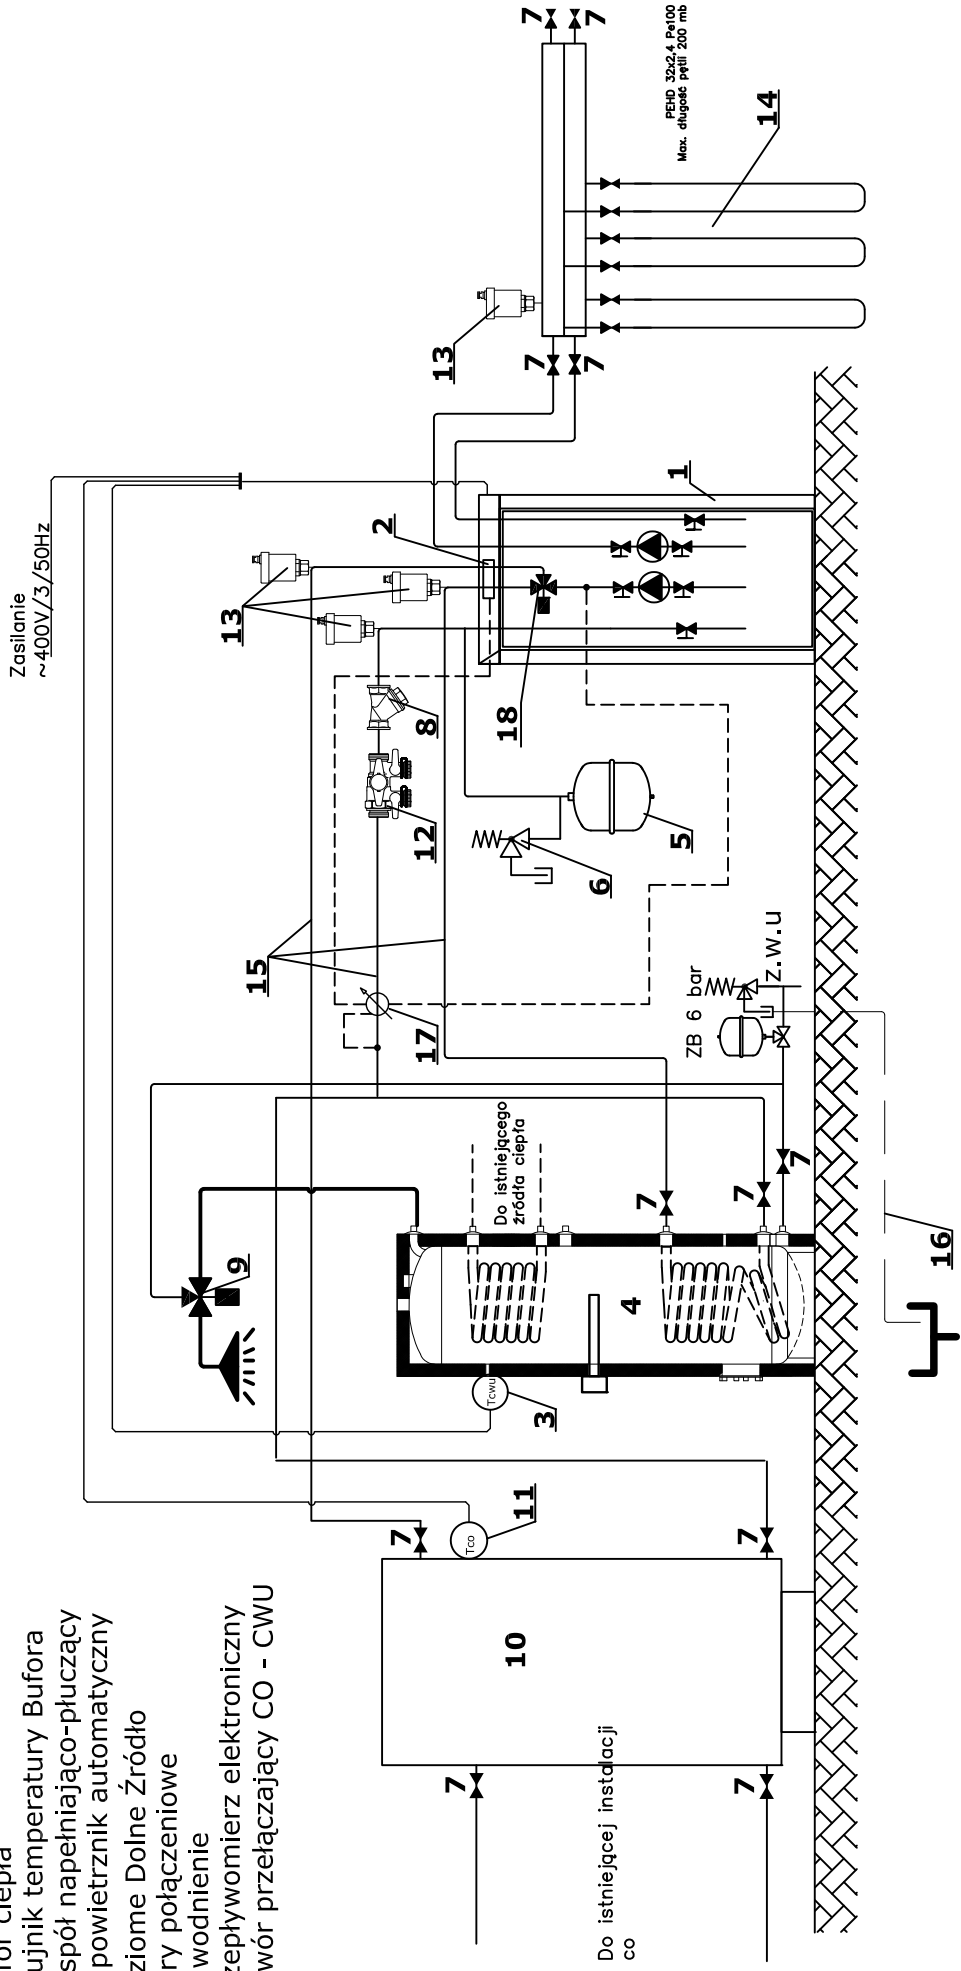 ciepła
ujnik temperatury Bufora
spół napełniająco-płuczący
powietrznik automatyczny
ziome Dolne Źródło
ry połączeniowe
wodnienie
zepływomierz elektroniczny
wór przełączający CO - CWU
Zasilanie
~400V/3/50Hz
7
7
PEHD 32x2,4 Pe100
Max. długość pętli 200 mb
14
13
7
7
1
2
13
8
18
12
5
6
15
17
ZB 6 bar
z.w.u
Do istniejącego
źródła ciepła
7
7
7
9
4
16
Tcwu
3
11
Tco
7
7
10
7
7
Do istniejącej instalacji
co